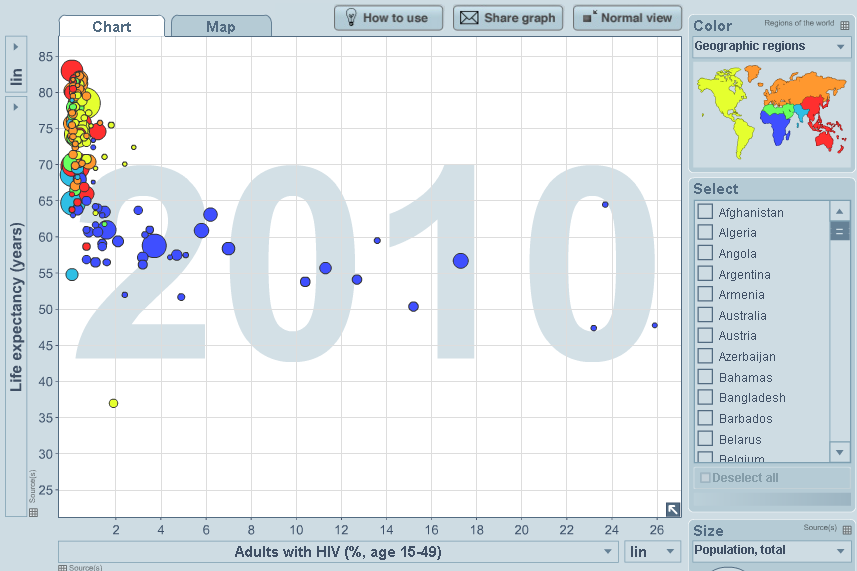 Chart
Map
How to use
Share graph
Normal view
Color
Regions of the world
Geographic regions
lin
85
80
75
70
65
60
55
50
45
40
35
30
25
Life expectancy (years)
Source(s)
2010
Select
Afghanistan
Algeria
Angola
Argentina
Armenia
Australia
Austria
Azerbaijan
Bahamas
Bangladesh
Barbados
Belarus
Belgium
Deselect all
2 4 6 8 10 12 14 16 18 20 22 24 26
Adults with HIV (%, age 15-49)
lin
Source(s)
Size
Source(s)
Population, total